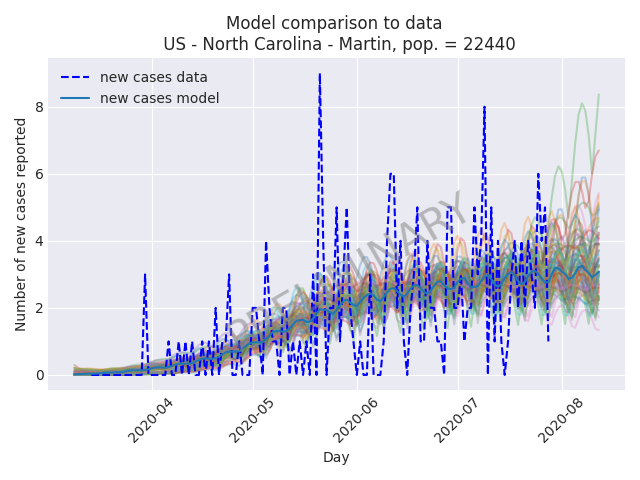 Model comparison to data
US - North Carolina - Martin, pop. = 22440
new cases data
new cases model
Number of new cases reported
8
6
4
2
0
PRELIMINARY
2020-04
2020-05
2020-06
2020-07
2020-08
Day